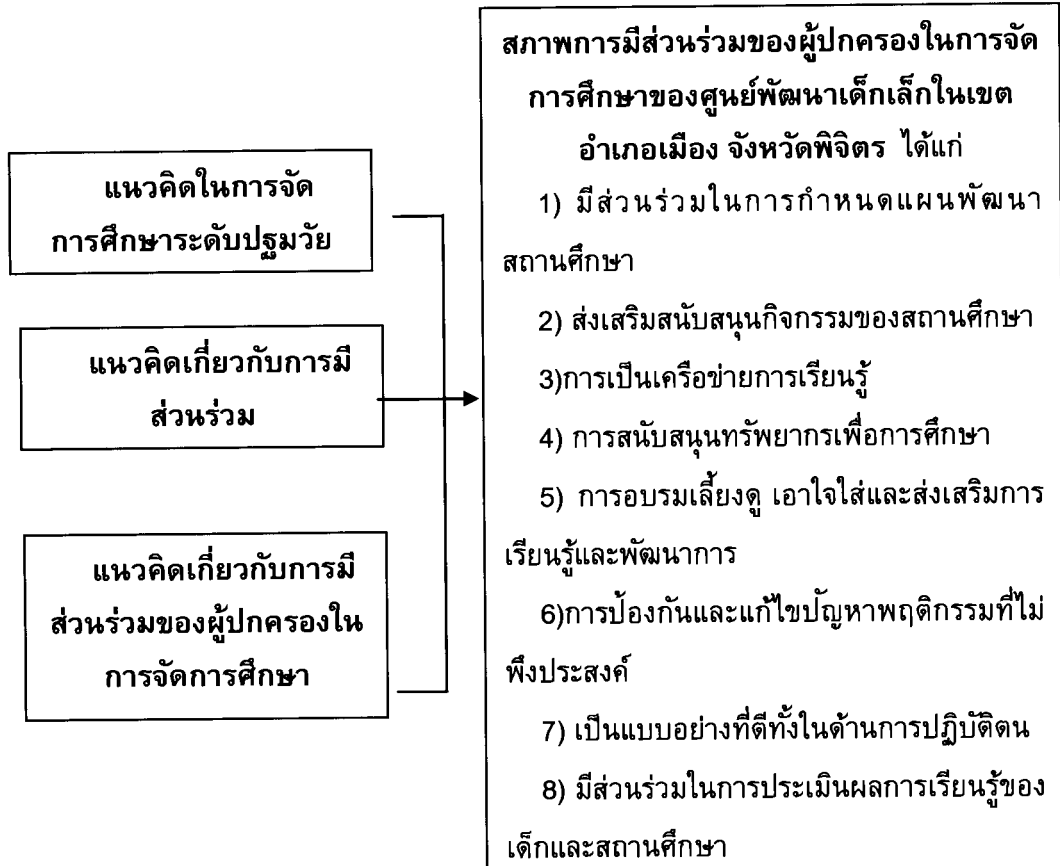 แนวคิดในการจัด
การศึกษาระดับปฐมวัย
แนวคิดเกี่ยวกับการมี
ส่วนร่วม
แนวคิดเกี่ยวกับการมี
ส่วนร่วมของผู้ปกครองใน
การจัดการศึกษา
สภาพการมีส่วนร่วมของผู้ปกครองในการจัด
การศึกษาของศูนย์พัฒนาเด็กเล็กในเขต
อำเภอเมือง จังหวัดพิจิตร ได้แก่
1) มีส่วนร่วมในการกำหนดแผนพัฒนา
สถานศึกษา
2) ส่งเสริมสนับสนุนกิจกรรมของสถานศึกษา
3)การเป็นเครือข่ายการเรียนรู้
4) การสนับสนุนทรัพยากรเพื่อการศึกษา
5) การอบรมเลี้ยงดู เอาใจใส่และส่งเสริมการ
เรียนรู้และพัฒนาการ
6)การป้องกันและแก้ไขปัญหาพฤติกรรมที่ไม่
พึงประสงค์
7) เป็นแบบอย่างที่ดีทั้งในด้านการปฏิบัติตน
8) มีส่วนร่วมในการประเมินผลการเรียนรู้ของ
เด็กและสถานศึกษา